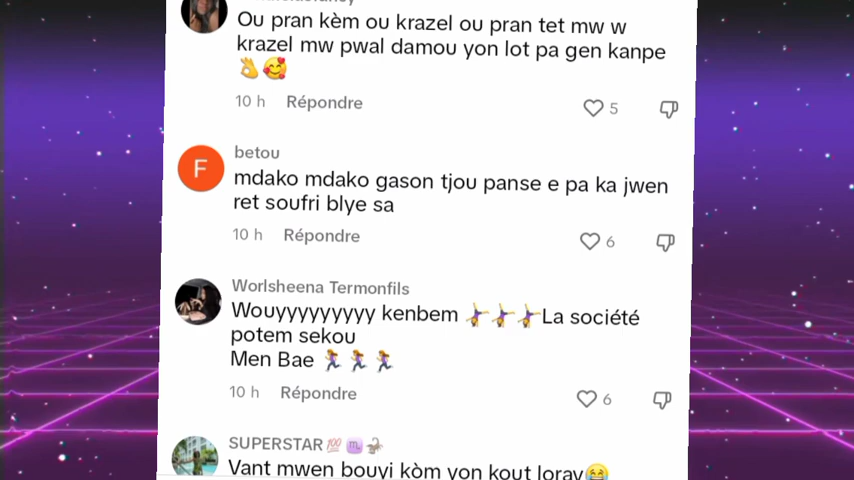 Ou pran kèm ou krazel ou pran tet mw w
krazel mw pwal damou yon lot pa gen kanpe
👌🥰
10 h Répondre 5
betou
F
mdako mdako gason tjou panse e pa ka jwen
ret soufri blye sa
10 h Répondre 6
Worlsheena Termonfils
Wouyyyyyyyyyy kenbem 🤸‍♀️🤸‍♀️🤸‍♀️La société
potem sekou
Men Bae 🏃‍♀️🏃‍♀️🏃‍♀️
10 h Répondre 6
SUPERSTAR💯♏🦂
Vant mwen bouyi kòm yon kout loray😂